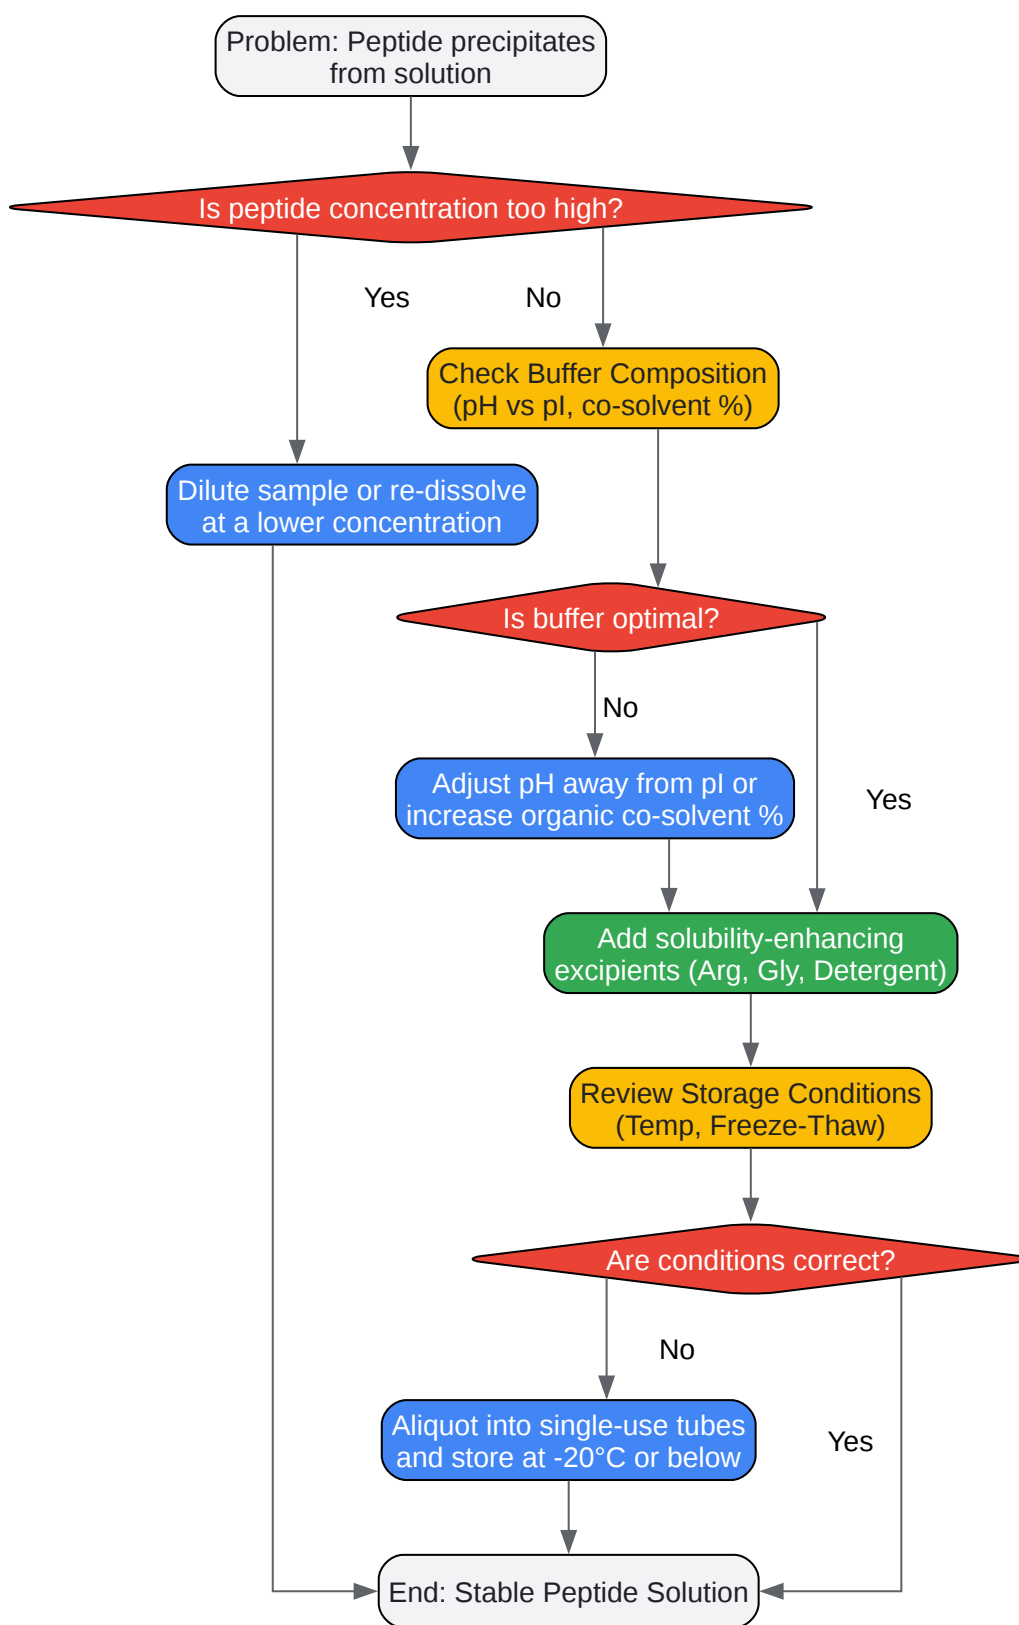 Problem: Peptide precipitates
from solution
Is peptide concentration too high?
Yes
No
Check Buffer Composition
(pH vs pI, co-solvent %)
Dilute sample or re-dissolve
at a lower concentration
Is buffer optimal?
No
Adjust pH away from pI or
increase organic co-solvent %
Yes
Add solubility-enhancing
excipients (Arg, Gly, Detergent)
Review Storage Conditions
(Temp, Freeze-Thaw)
Are conditions correct?
No
Aliquot into single-use tubes
and store at -20°C or below
Yes
End: Stable Peptide Solution